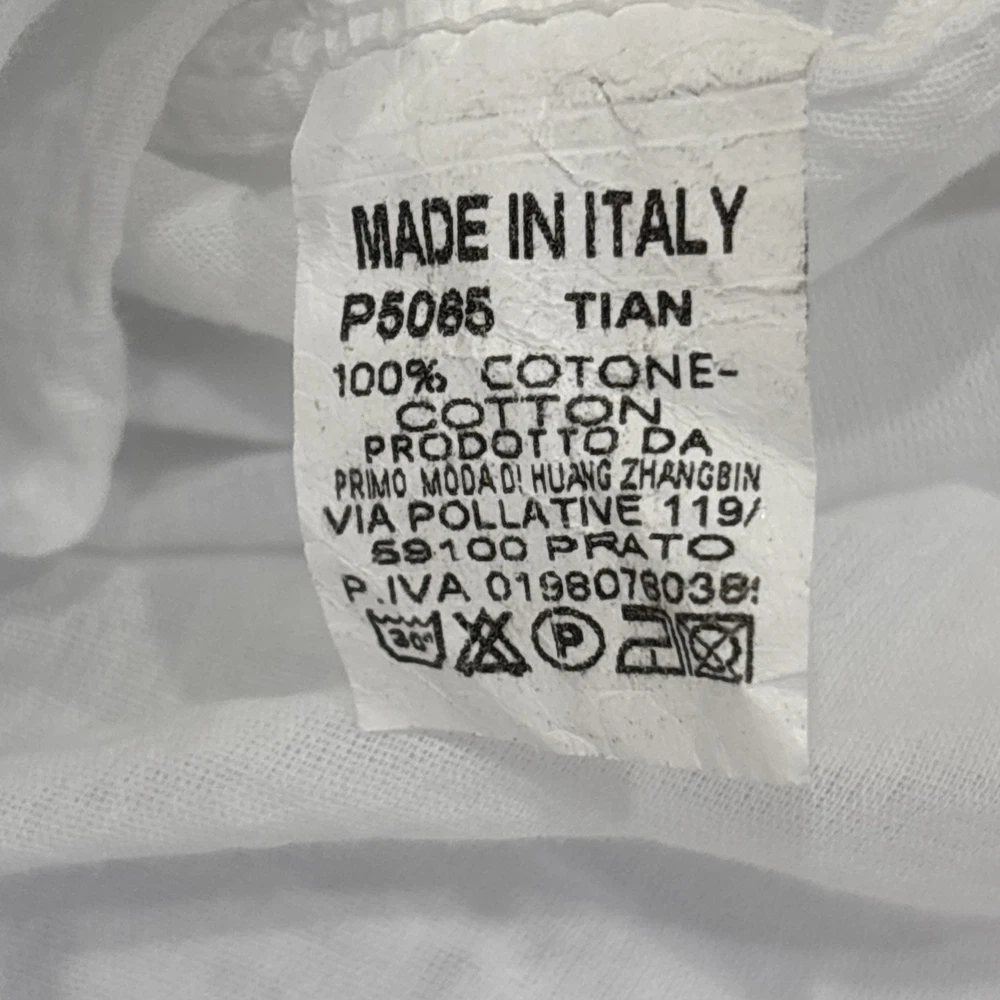 MADE IN ITALY
P5065 TIAN
100% COTONE-
COTTON
PRODOTTO DA
PRIMO MODA DI HUANG ZHANGBIN
VIA POLLATIVE 119/
59100 PRATO
P.IVA
30°
P